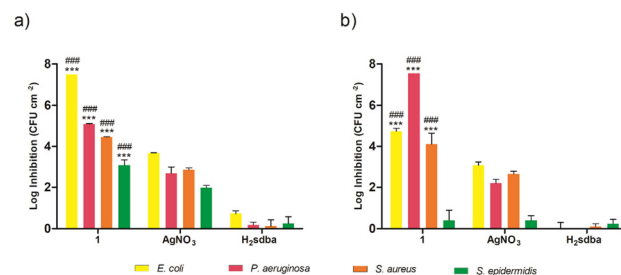 a)
Log Inhibition (CFU cm⁻²)
8
6
4
2
0
###
***
###
***
###
***
###
***
1
AgNO₃
H₂sdba
b)
Log Inhibition (CFU cm⁻²)
8
6
4
2
0
###
***
###
***
###
***
1
AgNO₃
H₂sdba
E. coli
P. aeruginosa
S. aureus
S. epidermidis